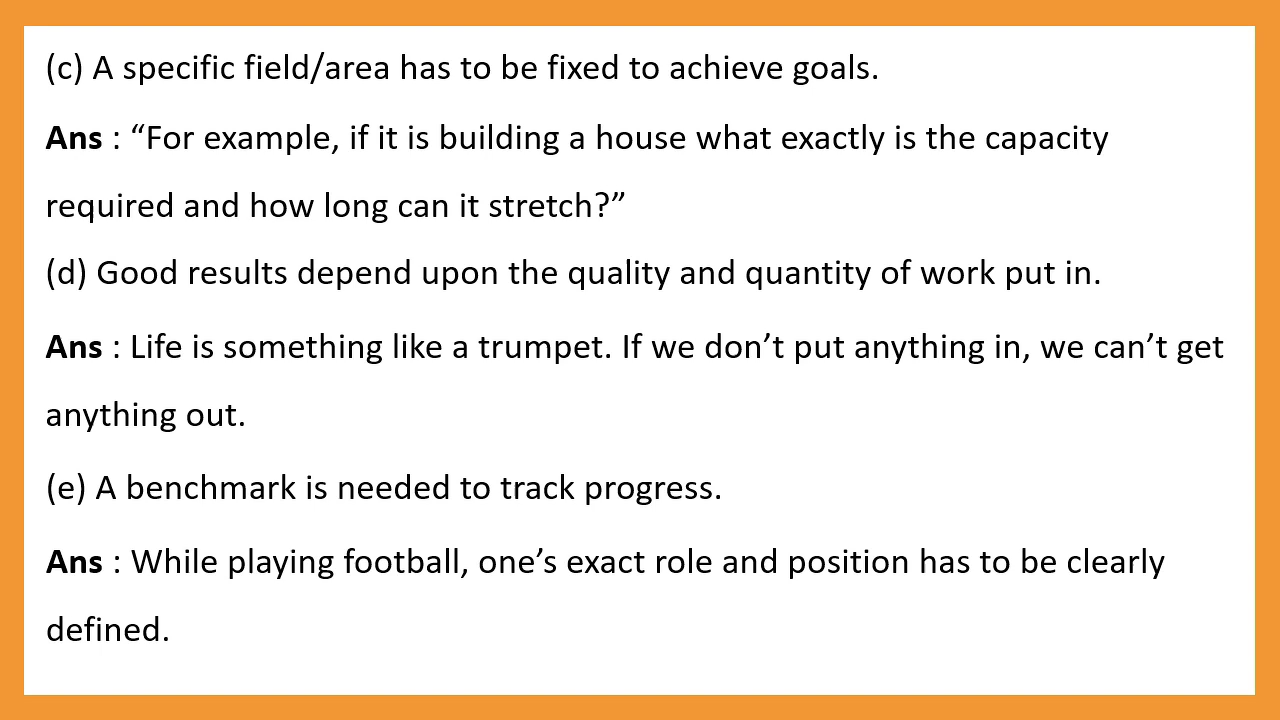 (c) A specific field/area has to be fixed to achieve goals.
Ans : “For example, if it is building a house what exactly is the capacity
required and how long can it stretch?”
(d) Good results depend upon the quality and quantity of work put in.
Ans : Life is something like a trumpet. If we don’t put anything in, we can’t get
anything out.
(e) A benchmark is needed to track progress.
Ans : While playing football, one’s exact role and position has to be clearly
defined.